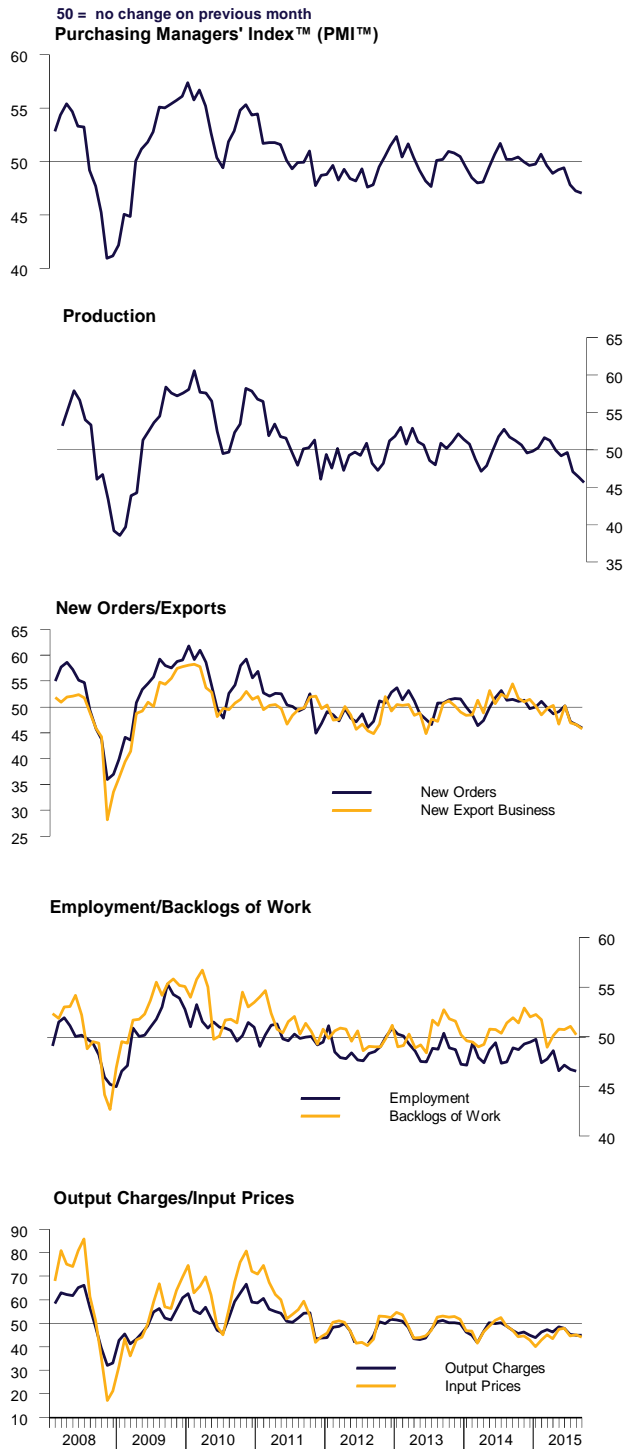 50 = no change on previous month
Purchasing Managers' Index™ (PMI™)
60
55
50
45
40
Production
65
60
55
50
45
40
35
New Orders/Exports
65
60
55
50
45
40
35
30
25
New Orders
New Export Business
Employment/Backlogs of Work
60
55
50
45
40
Employment
Backlogs of Work
Output Charges/Input Prices
90
80
70
60
50
40
30
20
10
Output Charges
Input Prices
2008 2009 2010 2011 2012 2013 2014 2015